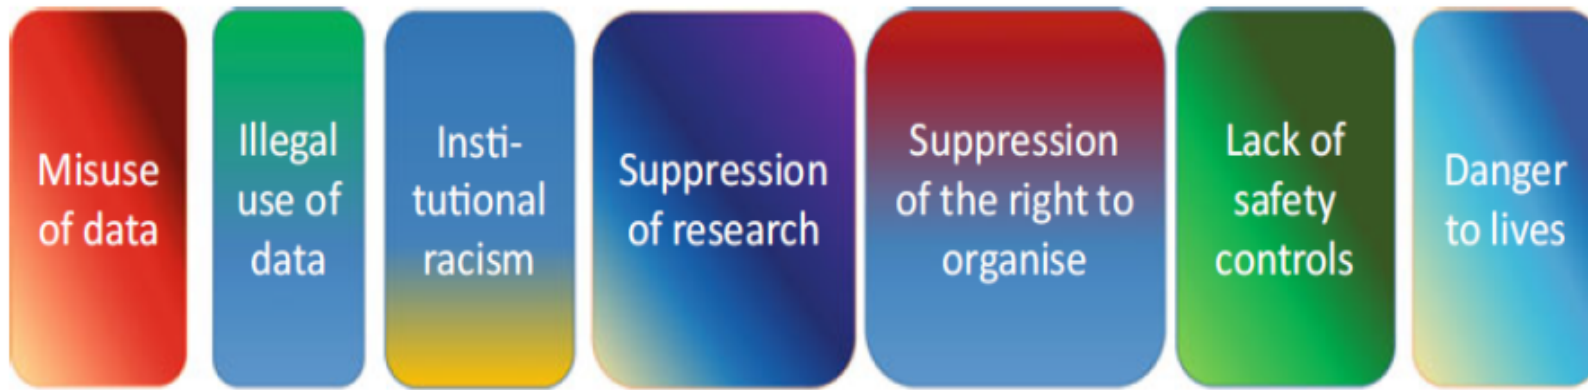 Misuse
of data
Illegal
use of
data
Insti-
tutional
racism
Suppression
of research
Suppression
of the right to
organise
Lack of
safety
controls
Danger
to lives